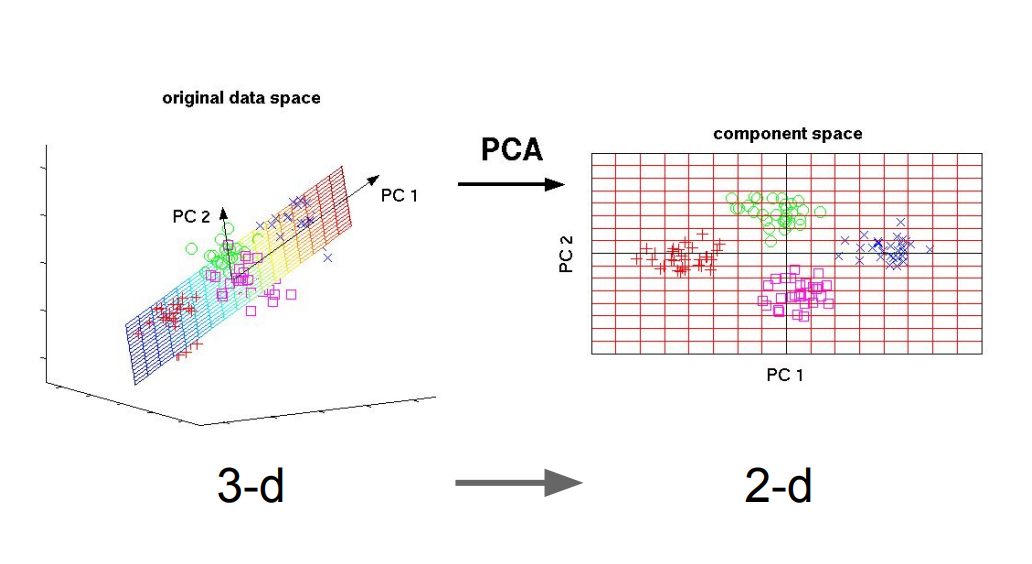 original data space
PC 1
PC 2
PCA
component space
PC 2
PC 1
3-d
2-d